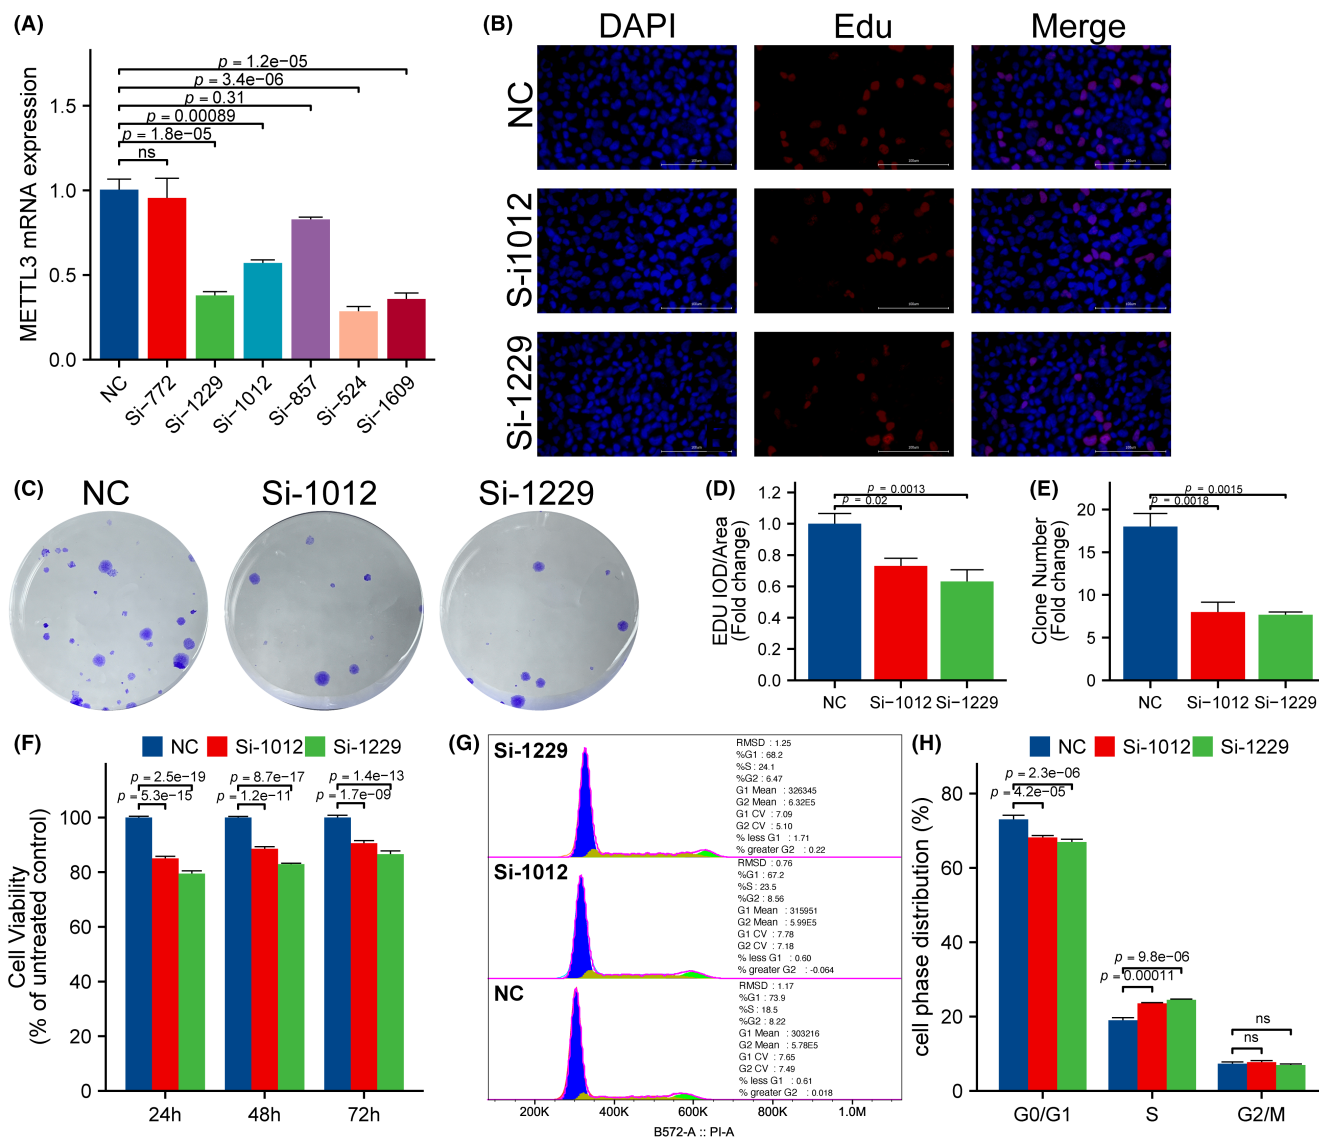 (A)
METTL3 mRNA expression
1.5
1.0
0.5
0.0
p = 1.2e−05
p = 3.4e−06
p = 0.31
p = 0.00089
p = 1.8e−05
ns
NC
Si−772
Si−1229
Si−1012
Si−857
Si−524
Si−1609
(B)
DAPI
Edu
Merge
NC
100μm
100μm
100μm
S-i1012
100μm
100μm
100μm
Si-1229
100μm
100μm
100μm
(C)
NC
Si-1012
Si-1229
(D)
EDU IOD/Area
(Fold change)
1.2
1.0
0.8
0.6
0.4
0.2
0.0
p = 0.0013
p = 0.02
NC
Si−1012
Si−1229
(E)
Clone Number
(Fold change)
20
15
10
5
0
p = 0.0015
p = 0.0018
NC
Si−1012
Si−1229
(F)
NC
Si-1012
Si-1229
Cell Viability
(% of untreated control)
100
80
60
40
20
0
p = 2.5e−19
p = 5.3e−15
p = 8.7e−17
p = 1.2e−11
p = 1.4e−13
p = 1.7e−09
24h
48h
72h
(G)
Si-1229
RMSD : 1.25
%G1 : 68.2
%S : 24.1
%G2 : 6.47
G1 Mean : 326345
G2 Mean : 6.32E5
G1 CV : 7.09
G2 CV : 5.10
% less G1 : 1.71
% greater G2 : 0.22
Si-1012
RMSD : 0.76
%G1 : 67.2
%S : 23.5
%G2 : 8.56
G1 Mean : 315951
G2 Mean : 5.99E5
G1 CV : 7.78
G2 CV : 7.18
% less G1 : 0.60
% greater G2 : -0.064
NC
RMSD : 1.17
%G1 : 73.9
%S : 18.5
%G2 : 8.22
G1 Mean : 303216
G2 Mean : 5.78E5
G1 CV : 7.65
G2 CV : 7.49
% less G1 : 0.61
% greater G2 : 0.018
200K
400K
600K
800K
1.0M
B572-A :: PI-A
(H)
NC
Si-1012
Si-1229
cell phase distribution (%)
80
60
40
20
0
p = 2.3e−06
p = 4.2e−05
p = 9.8e−06
p = 0.00011
ns
ns
G0/G1
S
G2/M